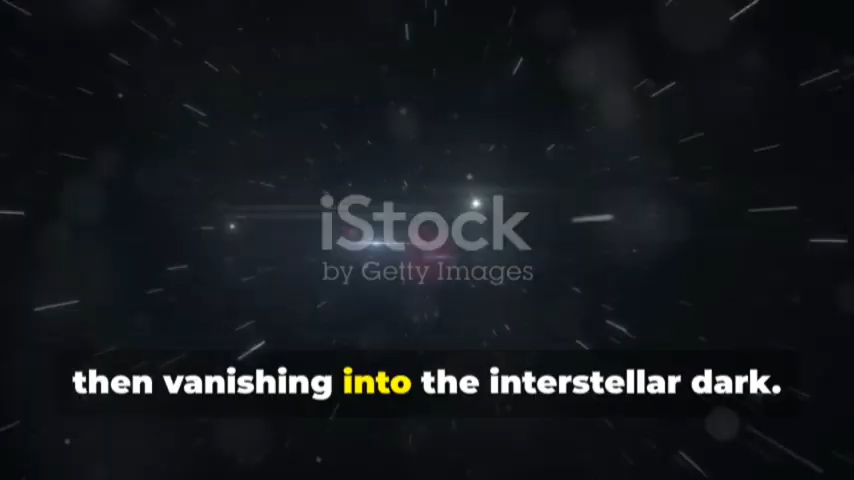 iStock
by Getty Images
then vanishing into the interstellar dark.